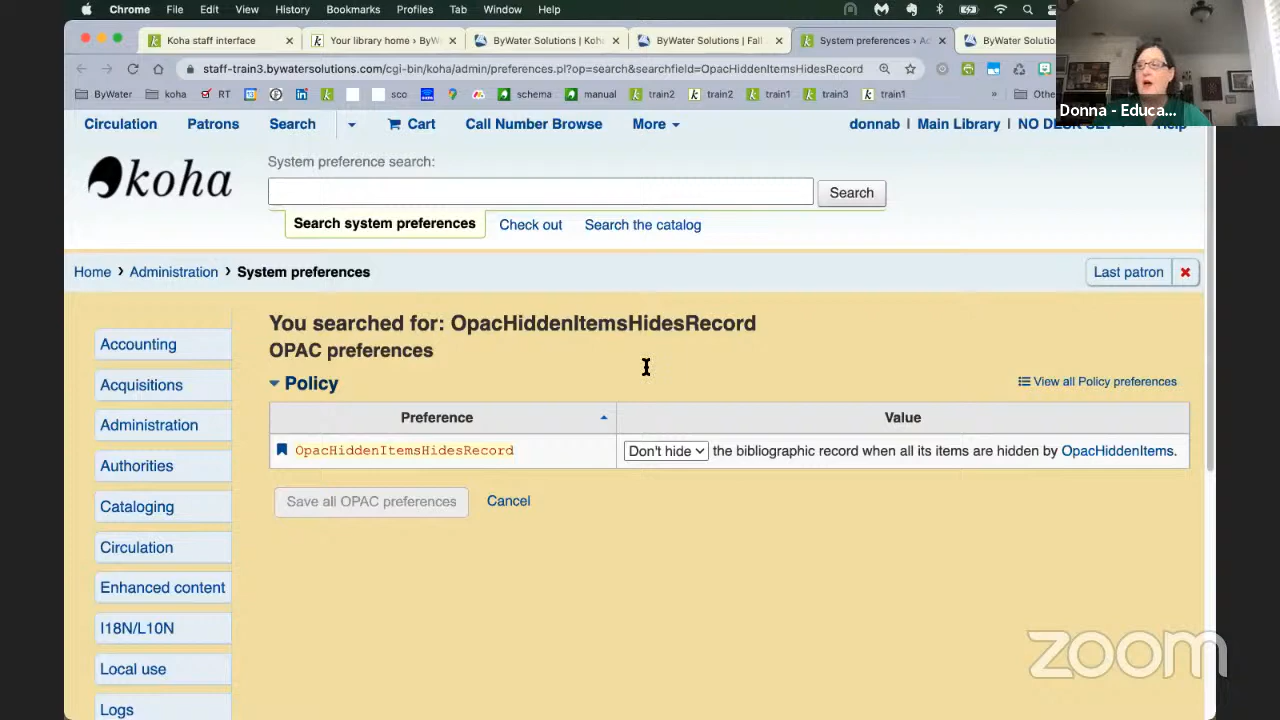 Chrome File Edit View History Bookmarks Profiles Tab Window Help
Koha staff interface × Your library home › ByW × ByWater Solutions | Koh × ByWater Solutions | Fall × System preferences › A × ByWater Solutions
staff-train3.bywatersolutions.com/cgi-bin/koha/admin/preferences.pl?op=search&searchfield=OpacHiddenItemsHidesRecord
ByWater koha RT sco schema manual train2 train2 train1 train3 train1 » Othe
Donna - Educa...
Circulation Patrons Search Cart Call Number Browse More donnab | Main Library | NO DESK SET Help
koha
System preference search:
Search
Search system preferences Check out Search the catalog
Home › Administration › System preferences Last patron ×
You searched for: OpacHiddenItemsHidesRecord
OPAC preferences
Policy View all Policy preferences
Preference Value
OpacHiddenItemsHidesRecord Don't hide the bibliographic record when all its items are hidden by OpacHiddenItems.
Save all OPAC preferences Cancel
Accounting
Acquisitions
Administration
Authorities
Cataloging
Circulation
Enhanced content
I18N/L10N
Local use
Logs
zoom